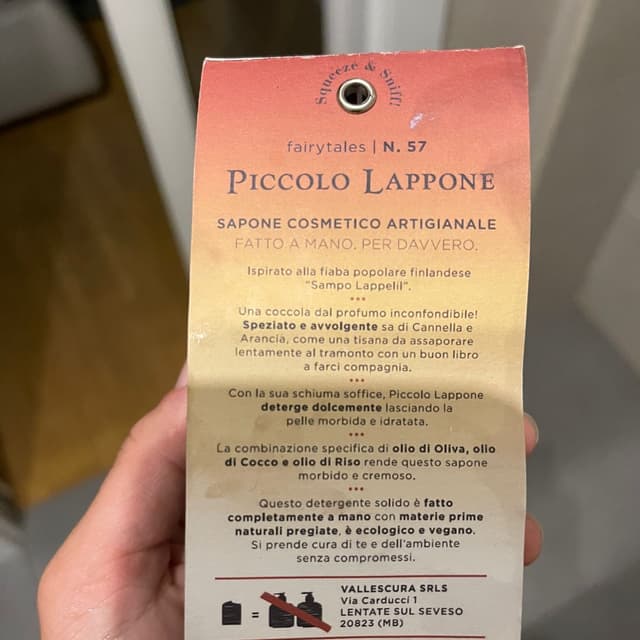 Squeeze & Sniff!
fairytales | N. 57
PICCOLO LAPPONE
SAPONE COSMETICO ARTIGIANALE
FATTO A MANO. PER DAVVERO.
Ispirato alla fiaba popolare finlandese
“Sampo Lappelil”.
Una coccola dal profumo inconfondibile!
Speziato e avvolgente sa di Cannella e
Arancia, come una tisana da assaporare
lentamente al tramonto con un buon libro
a farci compagnia.
Con la sua schiuma soffice, Piccolo Lappone
deterge dolcemente lasciando la
pelle morbida e idratata.
La combinazione specifica di olio di Oliva, olio
di Cocco e olio di Riso rende questo sapone
morbido e cremoso.
Questo detergente solido è fatto
completamente a mano con materie prime
naturali pregiate, è ecologico e vegano.
Si prende cura di te e dell'ambiente
senza compromessi.
=
VALLESCURA SRLS
Via Carducci 1
LENTATE SUL SEVESO
20823 (MB)